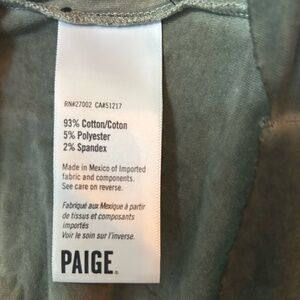 RN#27002 CA#51217
93% Cotton/Coton
5% Polyester
2% Spandex
Made in Mexico of Imported
fabric and components.
See care on reverse.
Fabriqué aux Mexique à partir
de tissus et composants
importés
Voir le soin sur l'inverse.
PAIGE